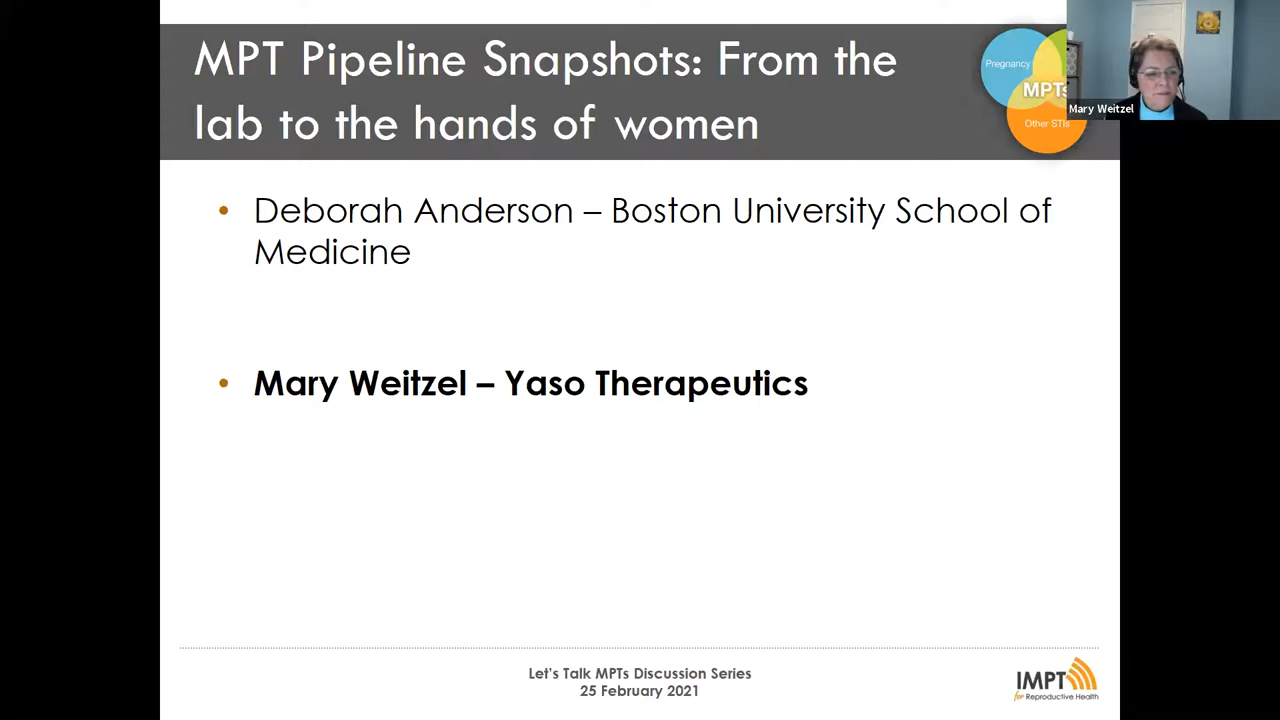 MPT Pipeline Snapshots: From the
lab to the hands of women
Pregnancy
MPTs
Other STIs
Mary Weitzel
• Deborah Anderson – Boston University School of
Medicine
• Mary Weitzel – Yaso Therapeutics
Let's Talk MPTs Discussion Series
25 February 2021
IMPT
for Reproductive Health